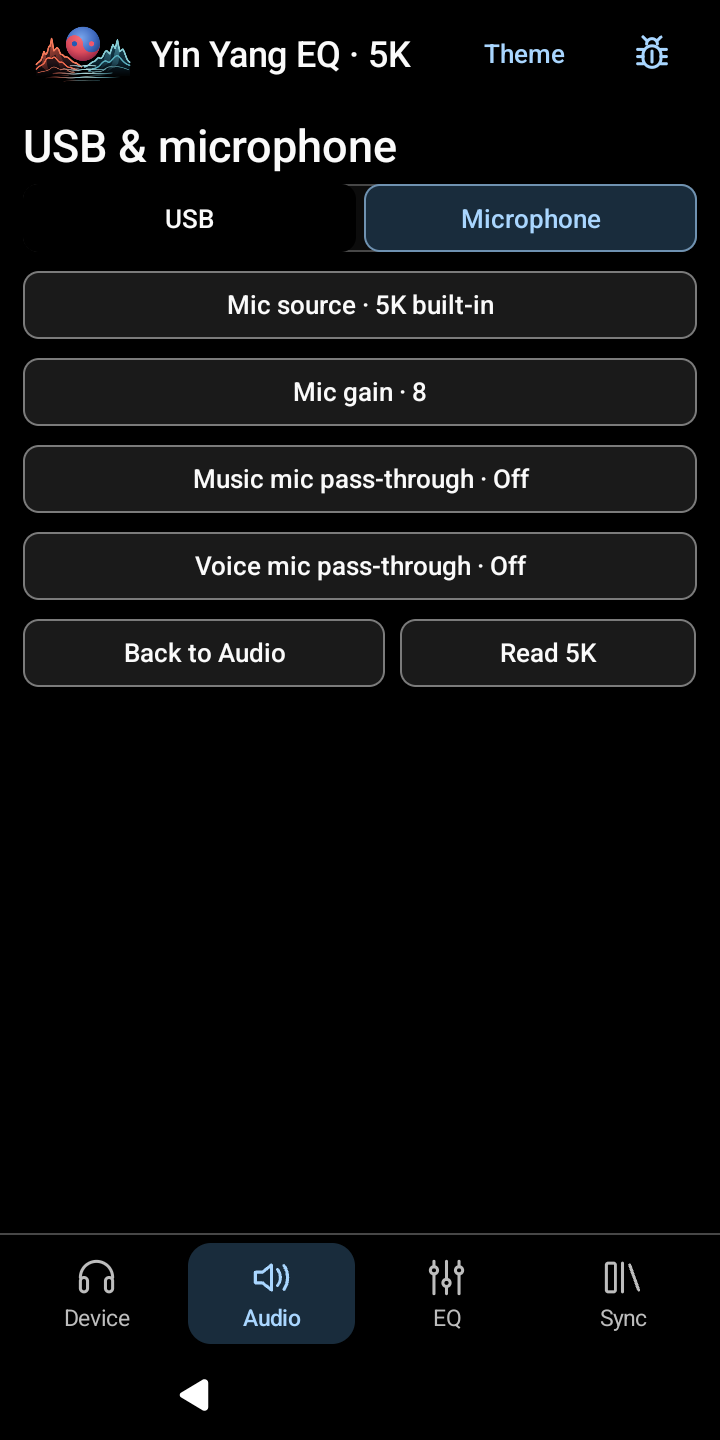 Yin Yang EQ · 5K
Theme
USB & microphone
USB
Microphone
Mic source · 5K built-in
Mic gain · 8
Music mic pass-through · Off
Voice mic pass-through · Off
Back to Audio
Read 5K
Device
Audio
EQ
Sync